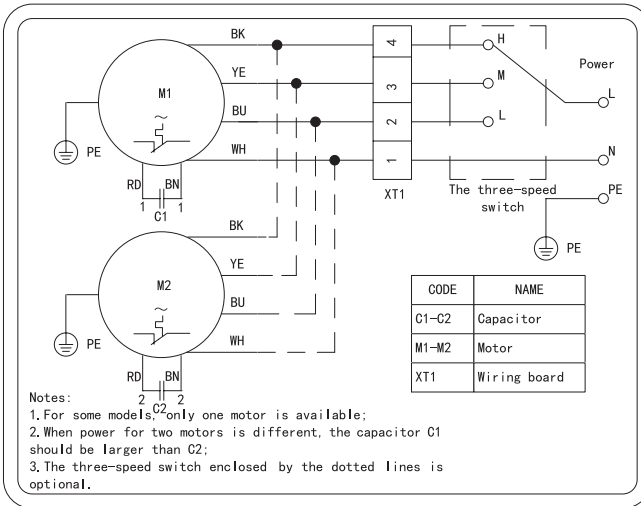 BK
YE
BU
WH
M1
~
PE
RD BN
1 1
C1
4
3
2
1
XT1
H
M
L
Power
L
N
PE
The three-speed
switch
PE
BK
YE
BU
WH
M2
~
PE
RD BN
2 2
C2
CODE NAME
C1-C2 Capacitor
M1-M2 Motor
XT1 Wiring board
Notes:
1. For some models, only one motor is available;
2. When power for two motors is different, the capacitor C1
should be larger than C2;
3. The three-speed switch enclosed by the dotted lines is
optional.